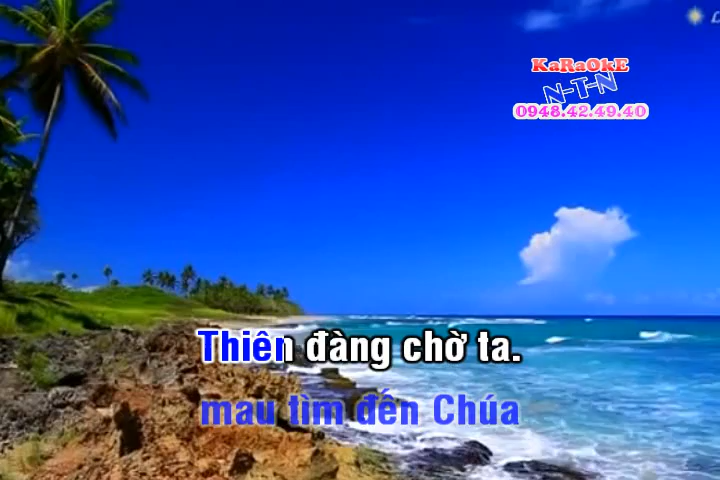 KaRaOkE
N-T-N
0948.42.49.40
Thiên đàng chờ ta.
mau tìm đến Chúa